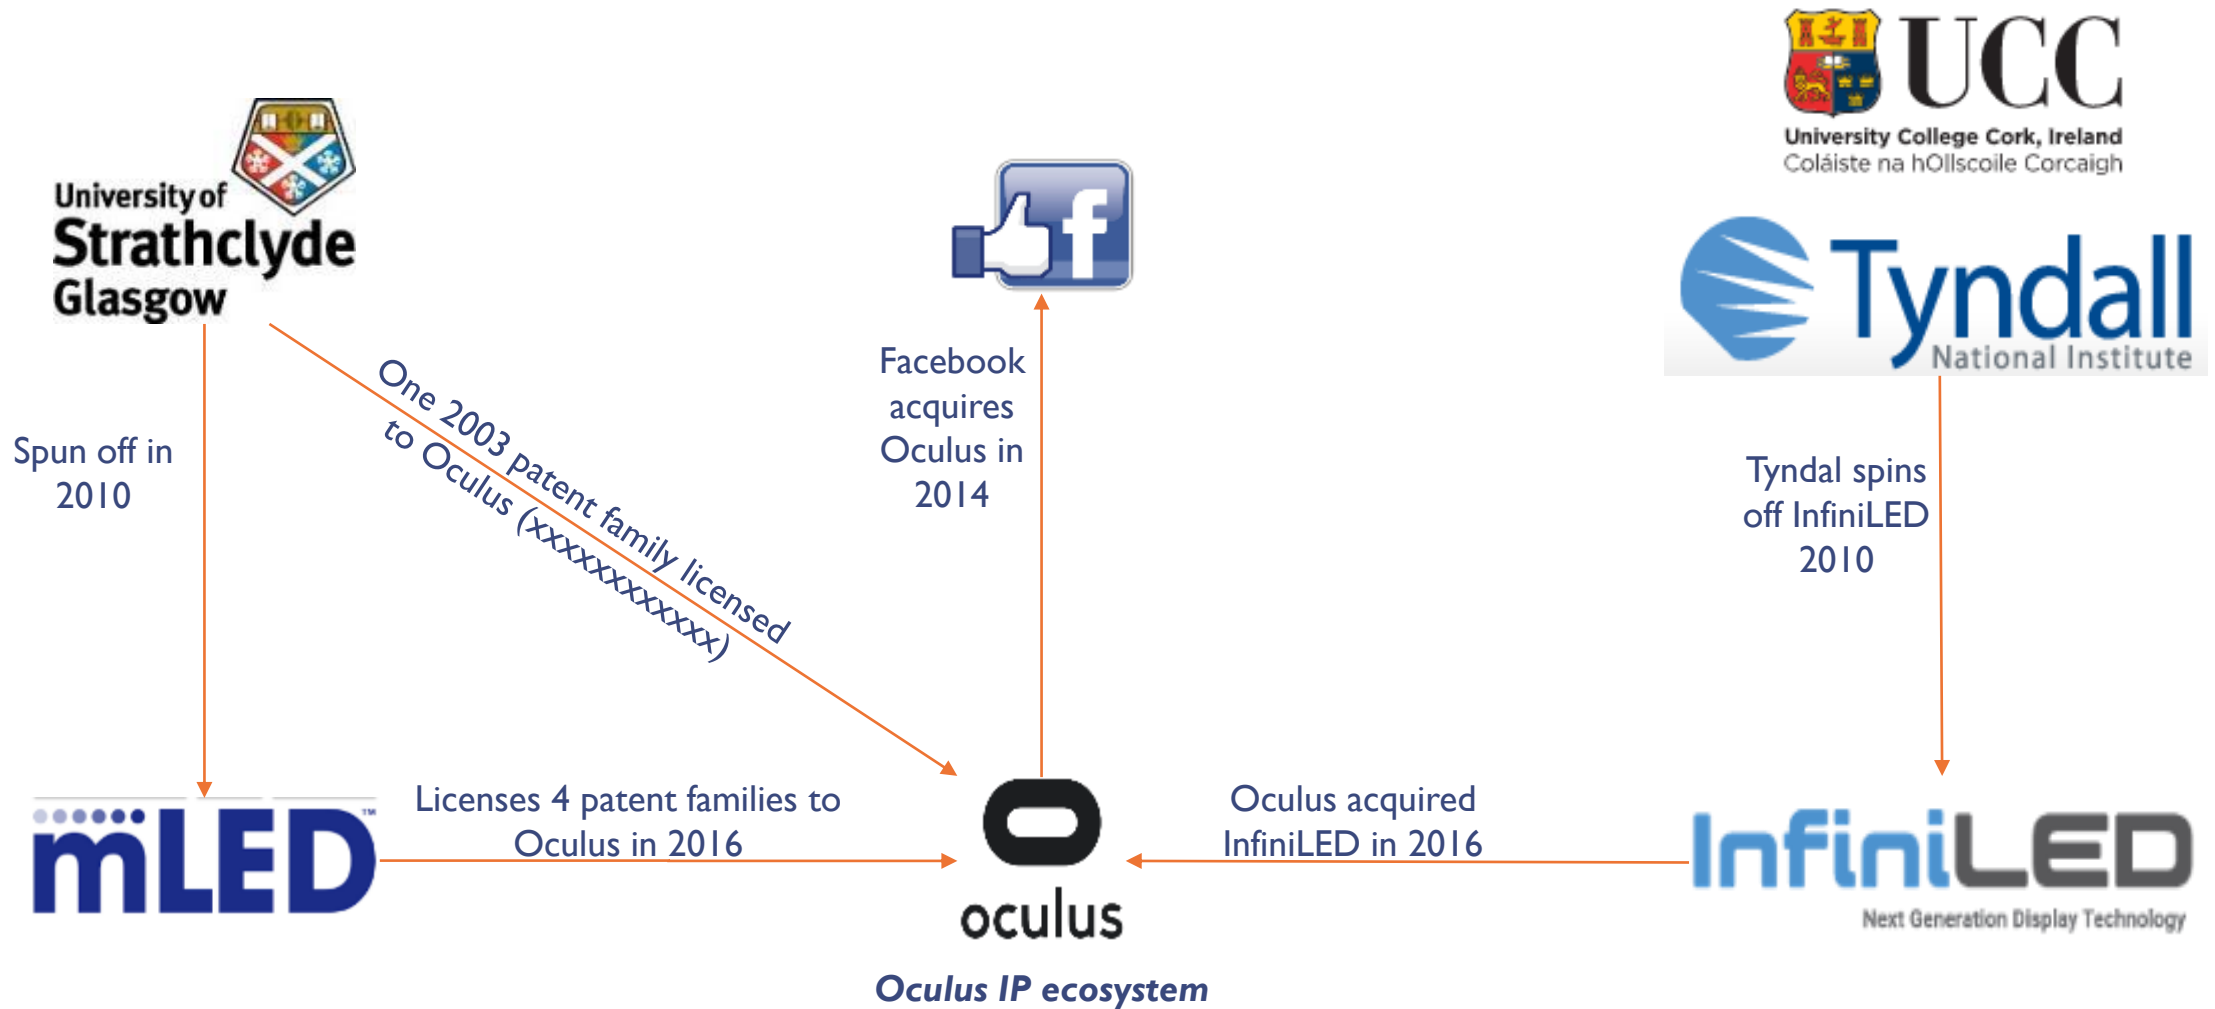 UCC
University College Cork, Ireland
Coláiste na hOllscoile Corcaigh
University of
Strathclyde
Glasgow
f
Tyndall
National Institute
Facebook
acquires
Oculus in
2014
One 2003 patent family licensed
to Oculus (xxxxxxxxxxxxx)
Spun off in
2010
Tyndal spins
off InfiniLED
2010
mLED™
Licenses 4 patent families to
Oculus in 2016
oculus
Oculus acquired
InfiniLED in 2016
InfiniLED
Next Generation Display Technology
Oculus IP ecosystem